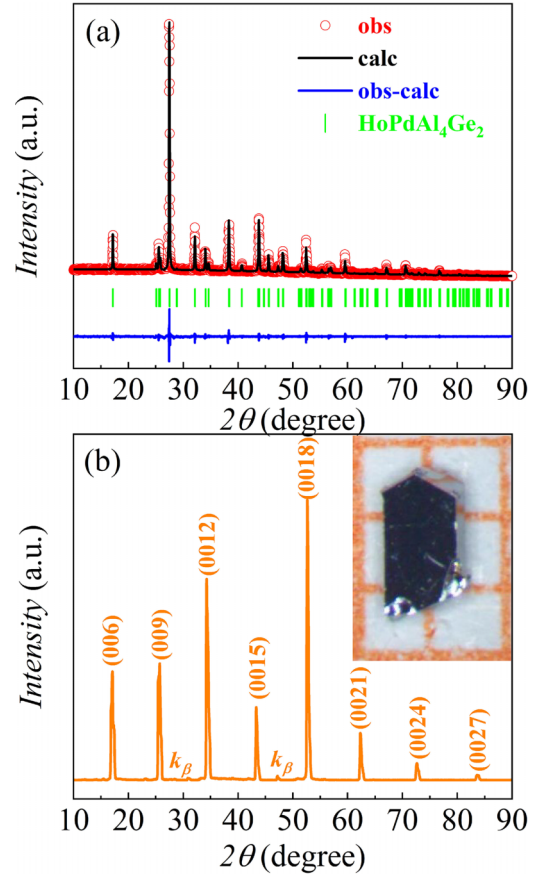 (a)
obs
calc
obs-calc
HoPdAl₄Ge₂
Intensity (a.u.)
10 20 30 40 50 60 70 80 90
2θ (degree)
(b)
(006)
(009)
(0012)
(0015)
(0018)
(0021)
(0024)
(0027)
kβ
kβ
Intensity (a.u.)
10 20 30 40 50 60 70 80 90
2θ (degree)